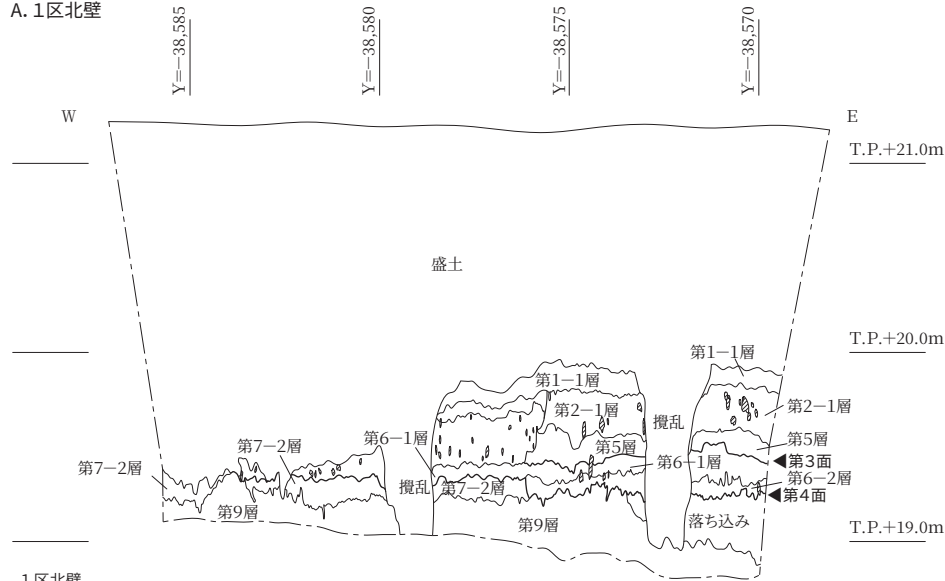 A. 1区北壁
Y=−38,585
Y=−38,580
Y=−38,575
Y=−38,570
W
E
T.P.+21.0m
盛土
T.P.+20.0m
第1−1層
第1−1層
第2−1層
第2−1層
攪乱
第6−1層
第5層
第5層
第7−2層
第6−1層
◀第3面
第7−2層
第6−2層
攪乱
第7−2層
◀第4面
第9層
第9層
落ち込み
T.P.+19.0m
1区北壁